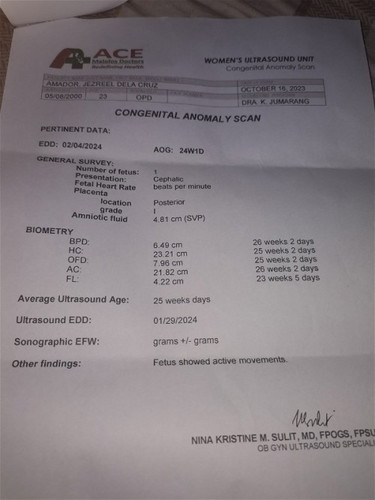 ACE
WOMEN'S ULTRASOUND UNIT
Congenital Anomaly Scan
AMADOR, JEZREEL DELA CRUZ
OCTOBER 16, 2023
05/08/2000 23 OPD DRA. K. JUMARANG
CONGENITAL ANOMALY SCAN
PERTINENT DATA:
EDD: 02/04/2024 AOG: 24W1D
GENERAL SURVEY:
Number of fetus: 1
Presentation: Cephalic
Fetal Heart Rate beats per minute
Placenta
location Posterior
grade I
Amniotic fluid 4.81 cm (SVP)
BIOMETRY
BPD: 6.49 cm 26 weeks 2 days
HC: 23.21 cm 25 weeks 2 days
OFD: 7.96 cm 25 weeks 2 days
AC: 21.82 cm 26 weeks 2 days
FL: 4.22 cm 23 weeks 5 days
Average Ultrasound Age: 25 weeks days
Ultrasound EDD: 01/29/2024
Sonographic EFW: grams +/- grams
Other findings: Fetus showed active movements.
NINA KRISTINE M. SULIT, MD, FPOGS, FPSU
OB GYN ULTRASOUND SPECIALI